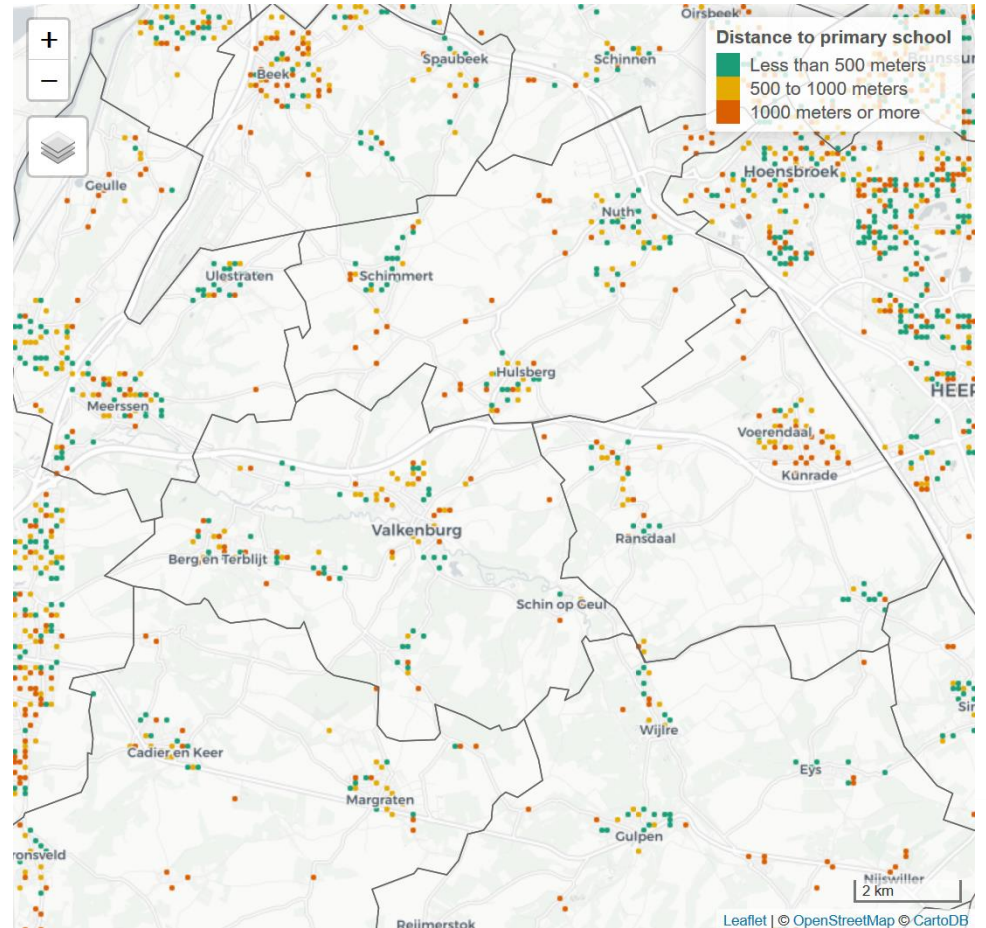 +
−
Oirsbeek
Distance to primary school
Less than 500 meters
500 to 1000 meters
1000 meters or more
Spaubeek
Schinnen
Beek
Hoensbroek
Geulle
Nuth
Ulestraten
Schimmert
Hulsberg
Meerssen
HEER
Voerendaal
Kunrade
Valkenburg
Ransdaal
Berg en Terblijt
Schin op Geul
Wijlre
Cadier en Keer
Eys
Margraten
Gulpen
ronsveld
Nijswiller
2 km
Reijmerstok
Leaflet | © OpenStreetMap © CartoDB